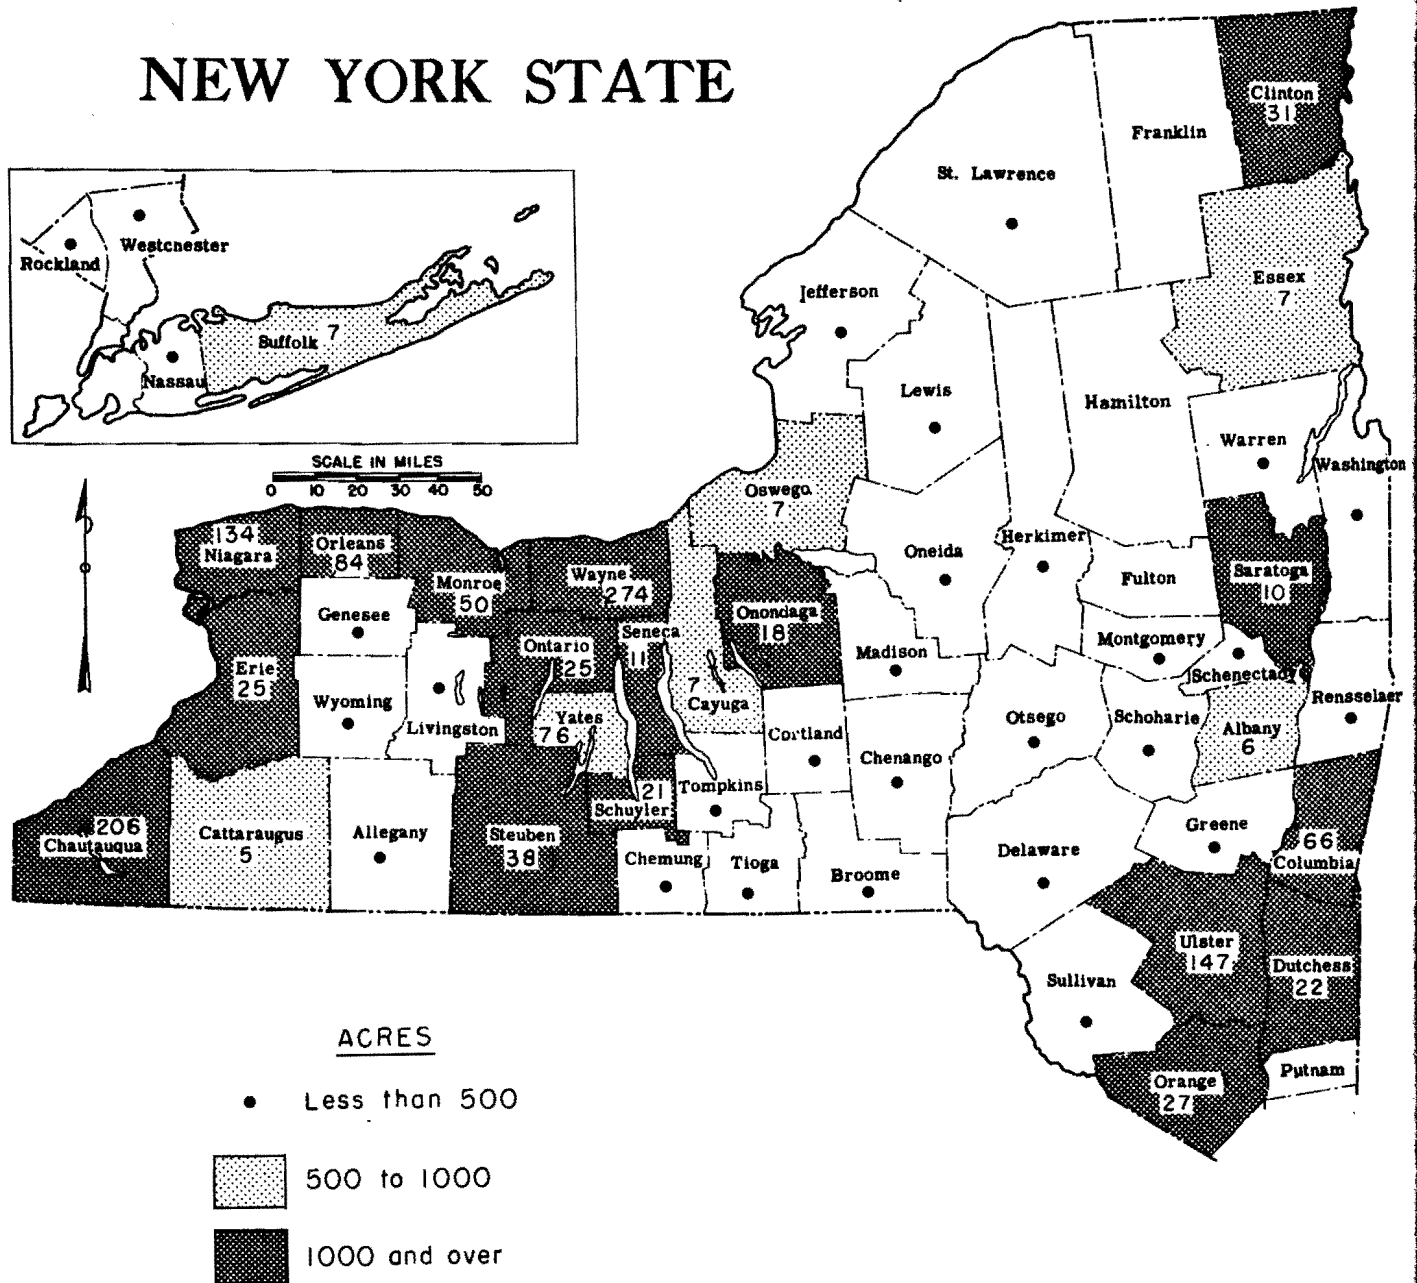 NEW YORK STATE
Clinton
31
Franklin
St. Lawrence
Westchester
Rockland
Essex
7
Jefferson
Suffolk 7
Nassau
Lewis
Hamilton
Warren
Washington
SCALE IN MILES
0 10 20 30 40 50
Oswego
7
134
Niagara
Orleans
84
Oneida
Herkimer
Monroe
50
Wayne
274
Fulton
Saratoga
10
Genesee
Onondaga
18
Seneca
11
Ontario
25
Montgomery
Madison
Erie
25
Schenectady
Wyoming
7
Cayuga
Rensselaer
Livingston
Yates
76
Cortland
Otsego
Schoharie
Albany
6
Chenango
21
Schuyler
Tompkins
206
Chautauqua
Cattaraugus
5
Allegany
Steuben
38
Greene
66
Columbia
Delaware
Chemung
Tioga
Broome
Ulster
147
Dutchess
22
Sullivan
Putnam
Orange
27
ACRES
Less than 500
500 to 1000
1000 and over